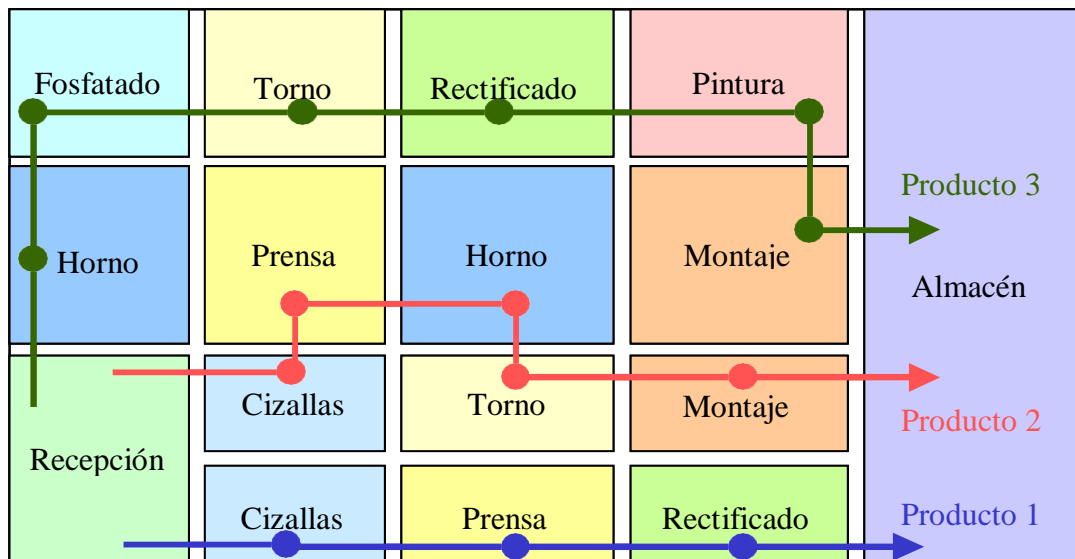 Fosfatado
Torno
Rectificado
Pintura
Producto 3
Horno
Prensa
Horno
Montaje
Almacén
Recepción
Cizallas
Torno
Montaje
Producto 2
Cizallas
Prensa
Rectificado
Producto 1